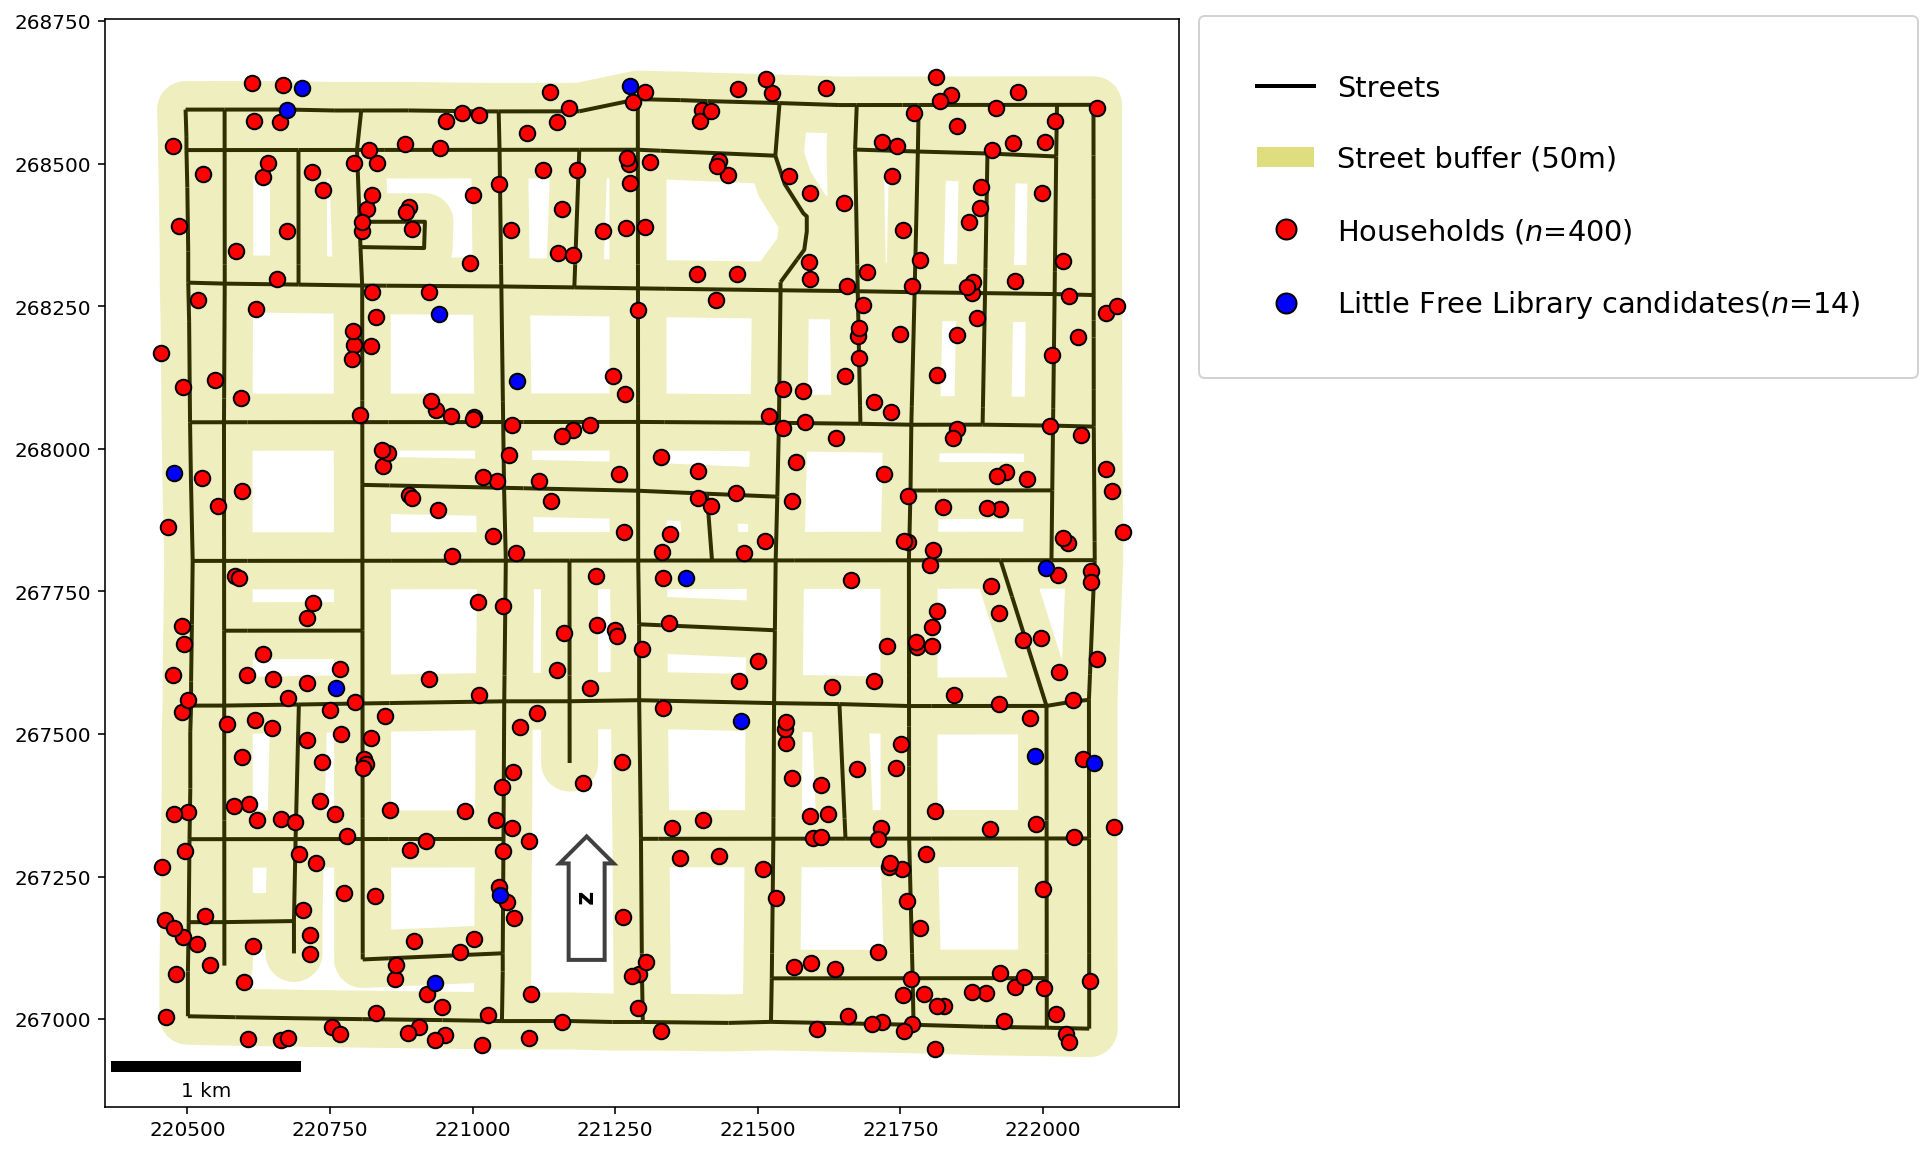 268750
268500
268250
268000
267750
267500
267250
267000
220500 220750 221000 221250 221500 221750 222000
1 km
N
Streets
Street buffer (50m)
Households (n=400)
Little Free Library candidates(n=14)